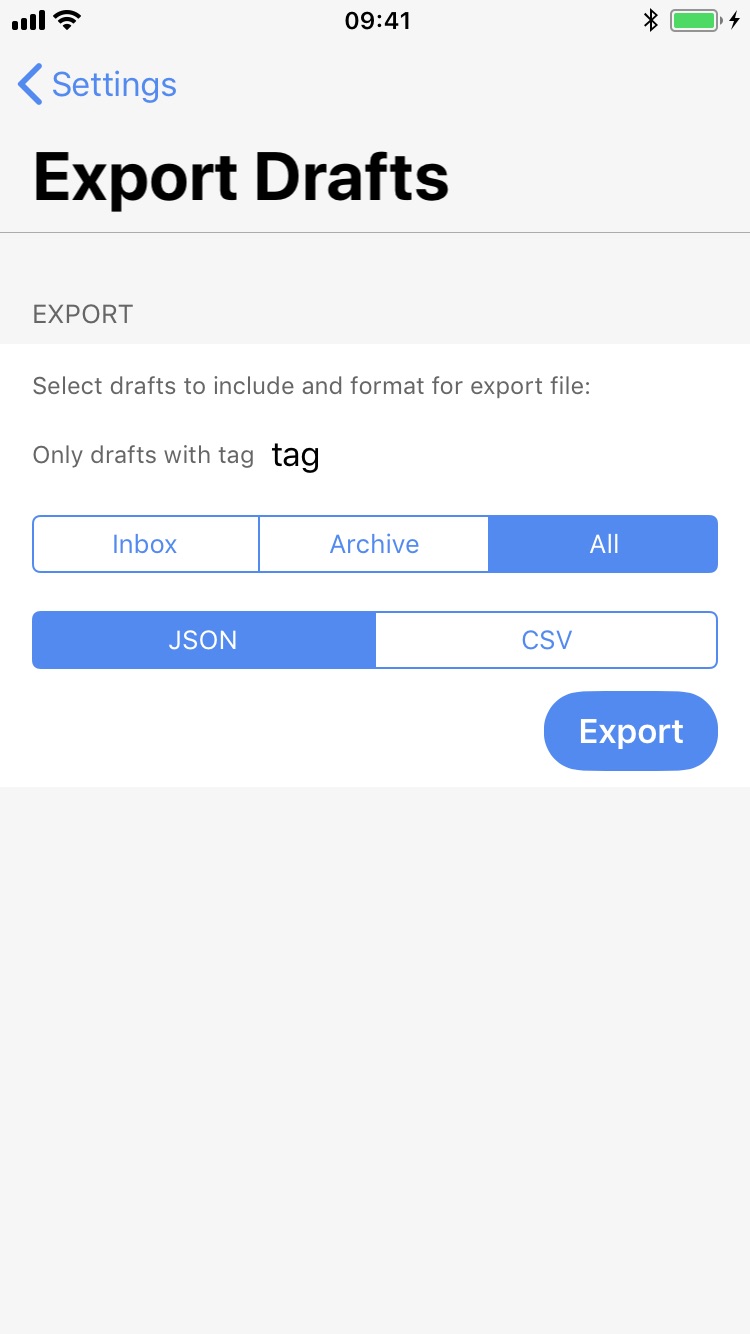 09:41
Settings
Export Drafts
EXPORT
Select drafts to include and format for export file:
Only drafts with tag tag
Inbox Archive All
JSON CSV
Export